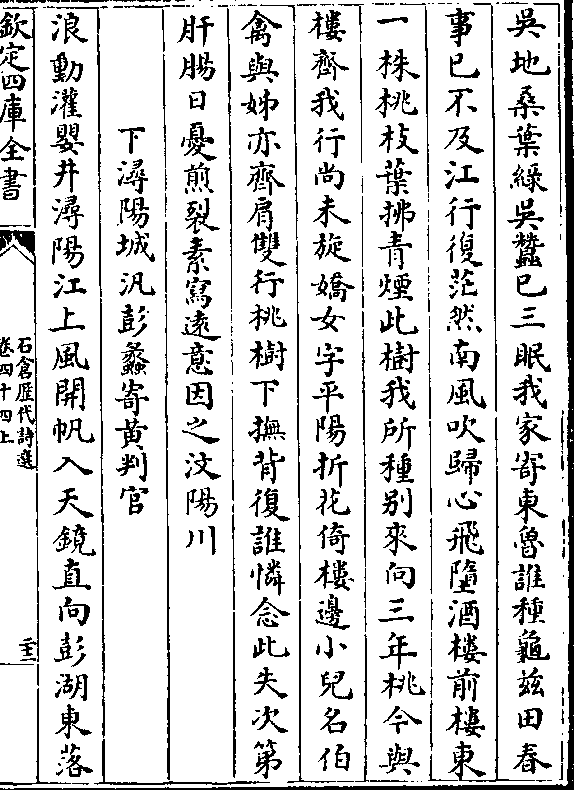 吳地桑葉綠吳蠶已三眠我家寄東魯誰種龜茲田春
事已不及江行復茫然南風吹歸心飛墮酒樓前樓東
一株桃枝葉拂青煙此樹我所種别來向三年桃今與
樓齊我行尚未旋嬌女字平陽折花倚樓邊小兒名伯
禽與姊亦齊肩雙行桃樹下撫背復誰憐念此失次第
肝腸日憂煎裂素寫遠意因之汶陽川
下潯陽城汎彭蠡寄黄判官
浪動灌嬰井潯陽江上風開帆入天鏡直向彭湖東落
欽定四庫全書
石倉歴代詩選
卷四十四上
二十二